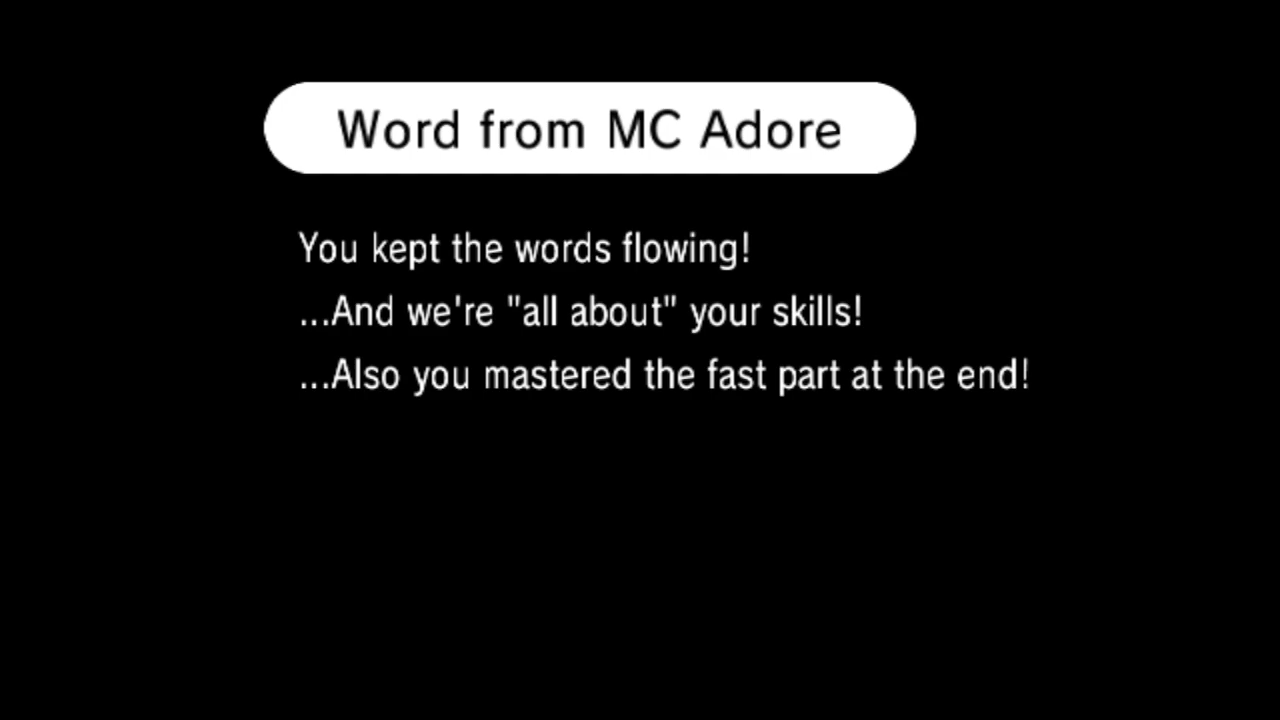 Word from MC Adore
You kept the words flowing!
...And we're "all about" your skills!
...Also you mastered the fast part at the end!